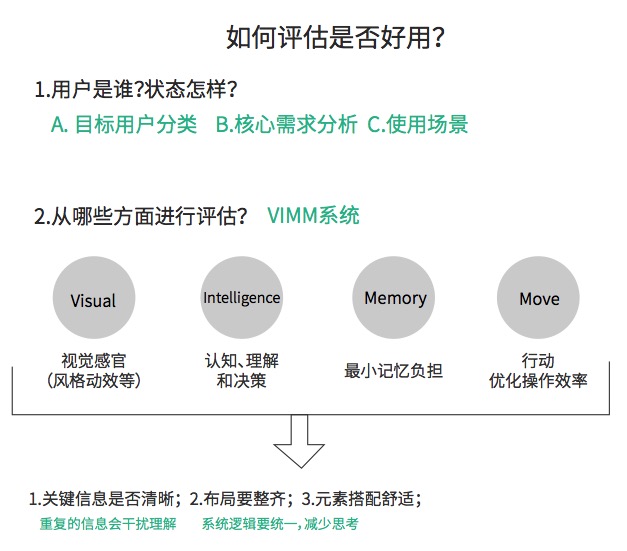 如何评估是否好用？
1.用户是谁？状态怎样？
A. 目标用户分类 B.核心需求分析 C.使用场景
2.从哪些方面进行评估？ VIMM系统
Visual
Intelligence
Memory
Move
视觉感官
（风格动效等）
认知、理解
和决策
最小记忆负担
行动
优化操作效率
1.关键信息是否清晰；2.布局要整齐；3.元素搭配舒适；
重复的信息会干扰理解 系统逻辑要统一，减少思考